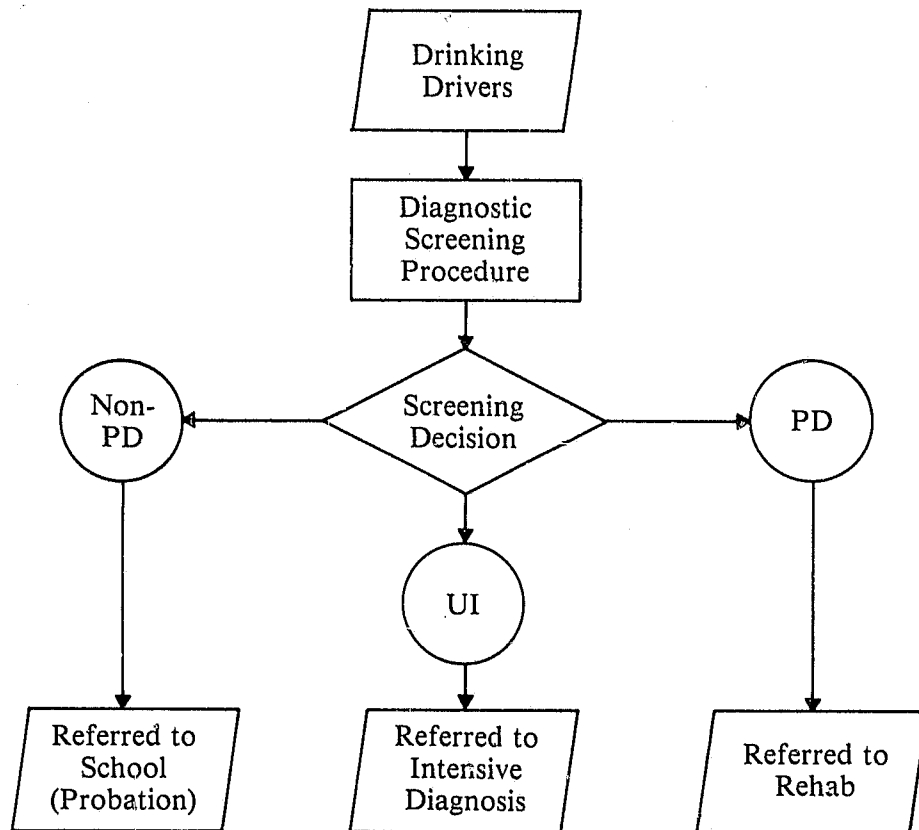 Drinking
Drivers
Diagnostic
Screening
Procedure
Non-
PD
Screening
Decision
PD
UI
Referred to
School
(Probation)
Referred to
Intensive
Diagnosis
Referred to
Rehab